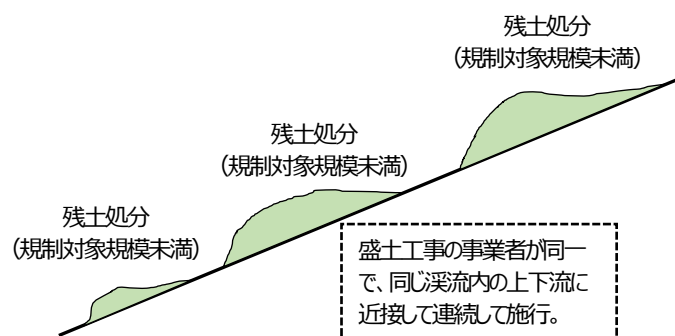 残土処分
（規制対象規模未満）
残土処分
（規制対象規模未満）
残土処分
（規制対象規模未満）
盛土工事の事業者が同一
で、同じ渓流内の上下流に
近接して連続して施行。